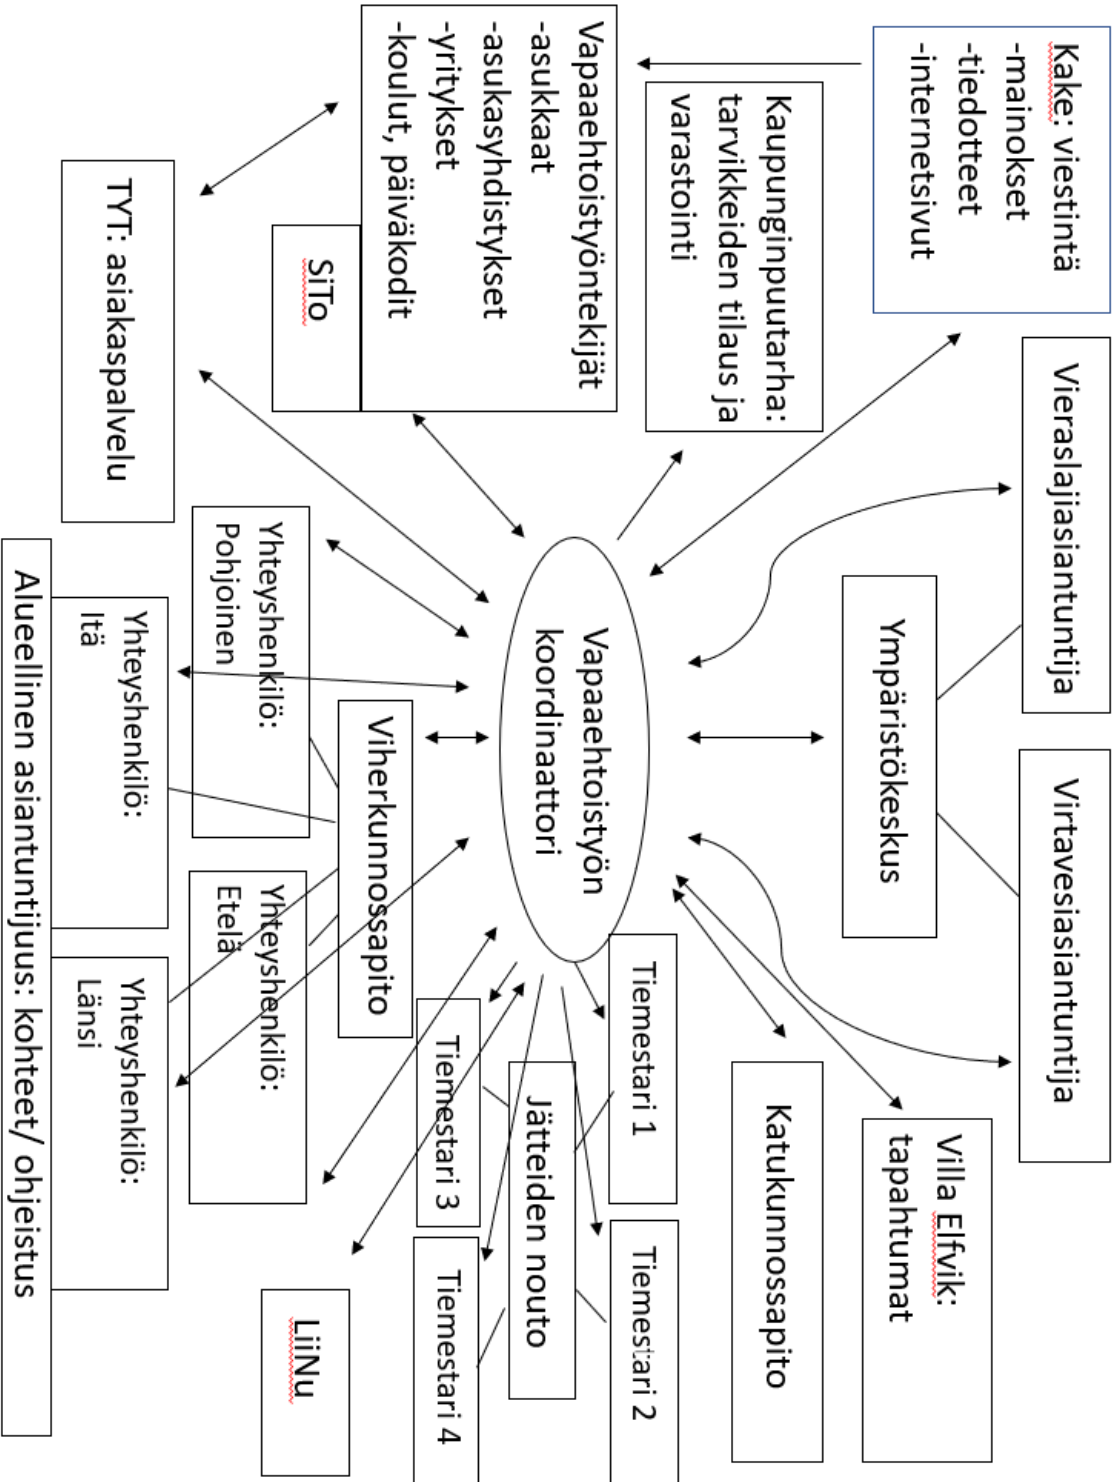 Kake: viestintä
-mainokset
-tiedotteet
-internetsivut
Vieraslajiasiantuntija
Virtavesiasiantuntija
Ympäristökeskus
Villa Elfvik:
tapahtumat
Kaupunginpuutarha:
tarvikkeiden tilaus ja
varastointi
Katukunnossapito
Vapaaehtoistyöntekijät
-asukkaat
-asukasyhdistykset
-yritykset
-koulut, päiväkodit
SiTo
Vapaaehtoistyön
koordinaattori
Tiemestari 1
Tiemestari 2
Jätteiden nouto
Tiemestari 3
Tiemestari 4
Viherkunnossapito
LiiNu
TYT: asiakaspalvelu
Yhteyshenkilö:
Pohjoinen
Yhteyshenkilö:
Etelä
Yhteyshenkilö:
Itä
Yhteyshenkilö:
Länsi
Alueellinen asiantuntijuus: kohteet/ ohjeistus